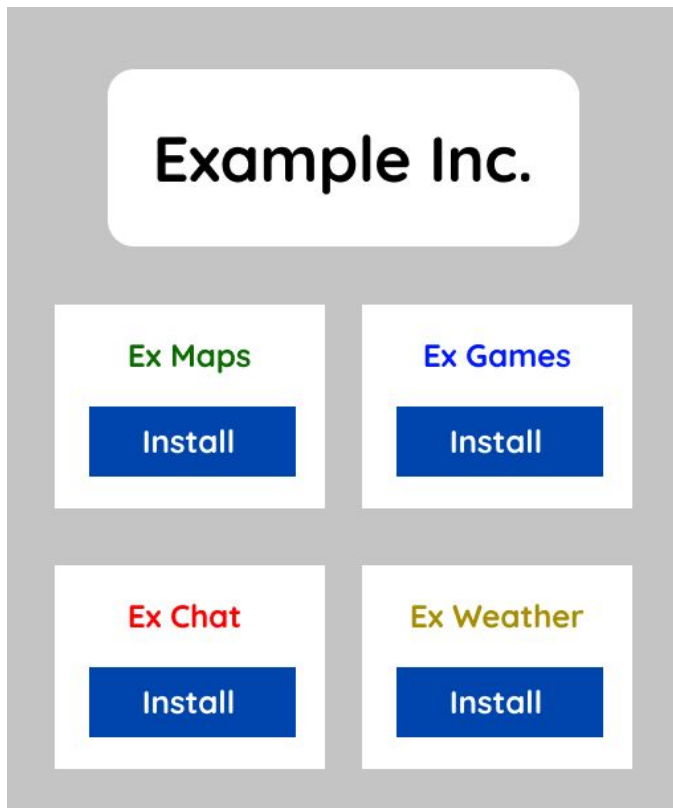 Example Inc.
Ex Maps
Install
Ex Games
Install
Ex Chat
Install
Ex Weather
Install